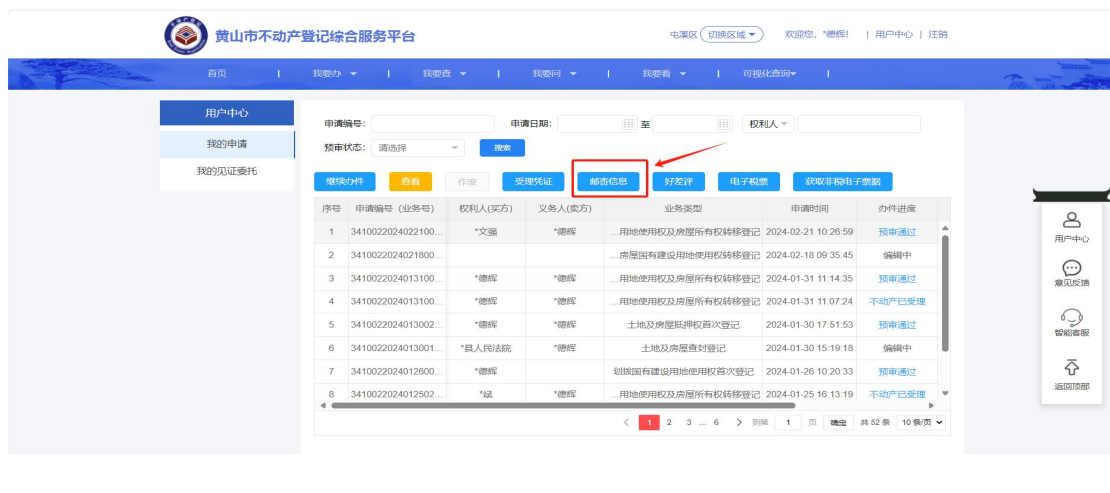 黄山市不动产登记综合服务平台
屯溪区 切换区域 欢迎您，*德辉! | 用户中心 | 注销
首页 | 我要办 | 我要查 | 我要问 | 我要看 | 可视化查询 |
用户中心
我的申请
我的见证委托
申请编号: 申请日期: 至 权利人
预审状态: 请选择 搜索
继续办件 查看 作废 受理凭证 邮寄信息 好差评 电子税票 获取非税电子票据
序号 申请编号（业务号） 权利人(买方) 义务人(卖方) 业务类型 申请时间 办件进度
1 3410022024022100... *文强 *德辉 ...用地使用权及房屋所有权转移登记 2024-02-21 10:26:59 预审通过
2 3410022024021800... ...房屋国有建设用地使用权转移登记 2024-02-18 09:35:45 编辑中
3 3410022024013100... *德辉 *德辉 ...用地使用权及房屋所有权转移登记 2024-01-31 11:14:35 预审通过
4 3410022024013100... *德辉 *德辉 ...用地使用权及房屋所有权转移登记 2024-01-31 11:07:24 不动产已受理
5 3410022024013002... *德辉 *德辉 土地及房屋抵押权首次登记 2024-01-30 17:51:53 预审通过
6 3410022024013001... *县人民法院 *德辉 土地及房屋查封登记 2024-01-30 15:19:18 编辑中
7 3410022024012600... *德辉 划拨国有建设用地使用权首次登记 2024-01-26 10:20:33 预审通过
8 3410022024012502... *斌 *德辉 ...用地使用权及房屋所有权转移登记 2024-01-25 16:13:19 不动产已受理
< 1 2 3 ... 6 > 到第 1 页 确定 共 52 条 10 条/页
用户中心
意见反馈
智能客服
返回顶部